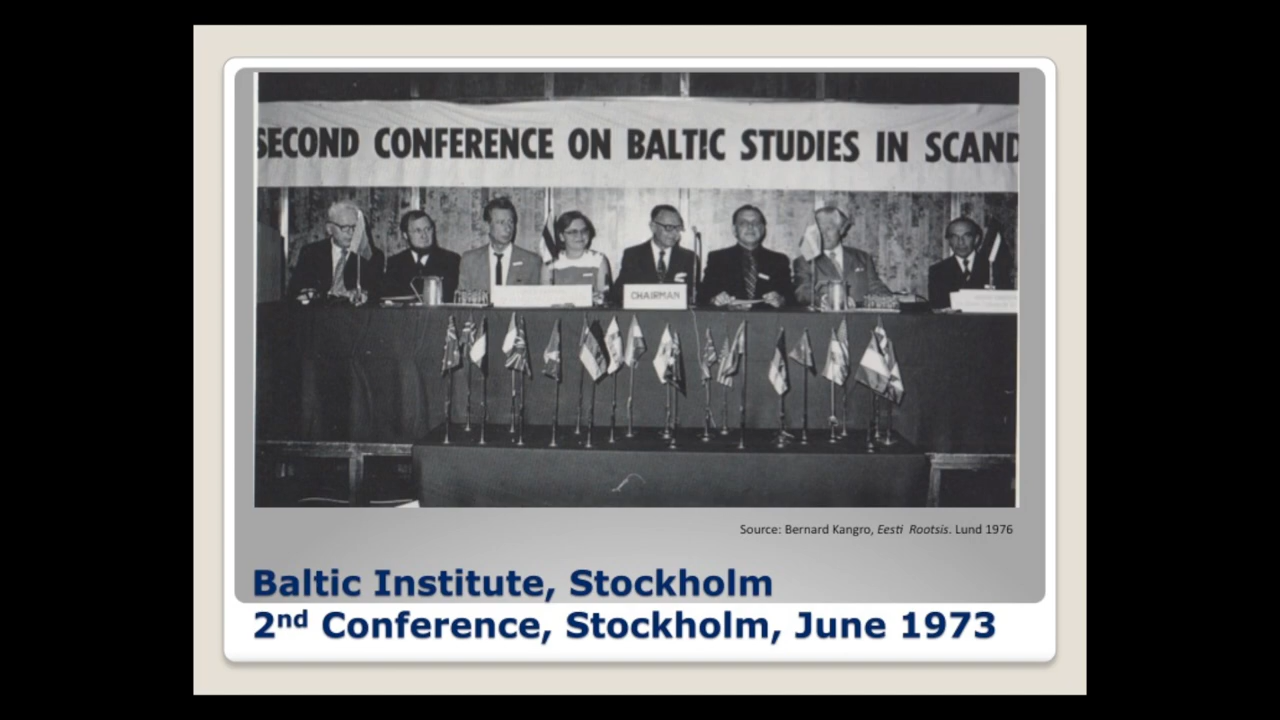 SECOND CONFERENCE ON BALTIC STUDIES IN SCAND
CHAIRMAN
Source: Bernard Kangro, Eesti Rootsis. Lund 1976
Baltic Institute, Stockholm
2nd Conference, Stockholm, June 1973